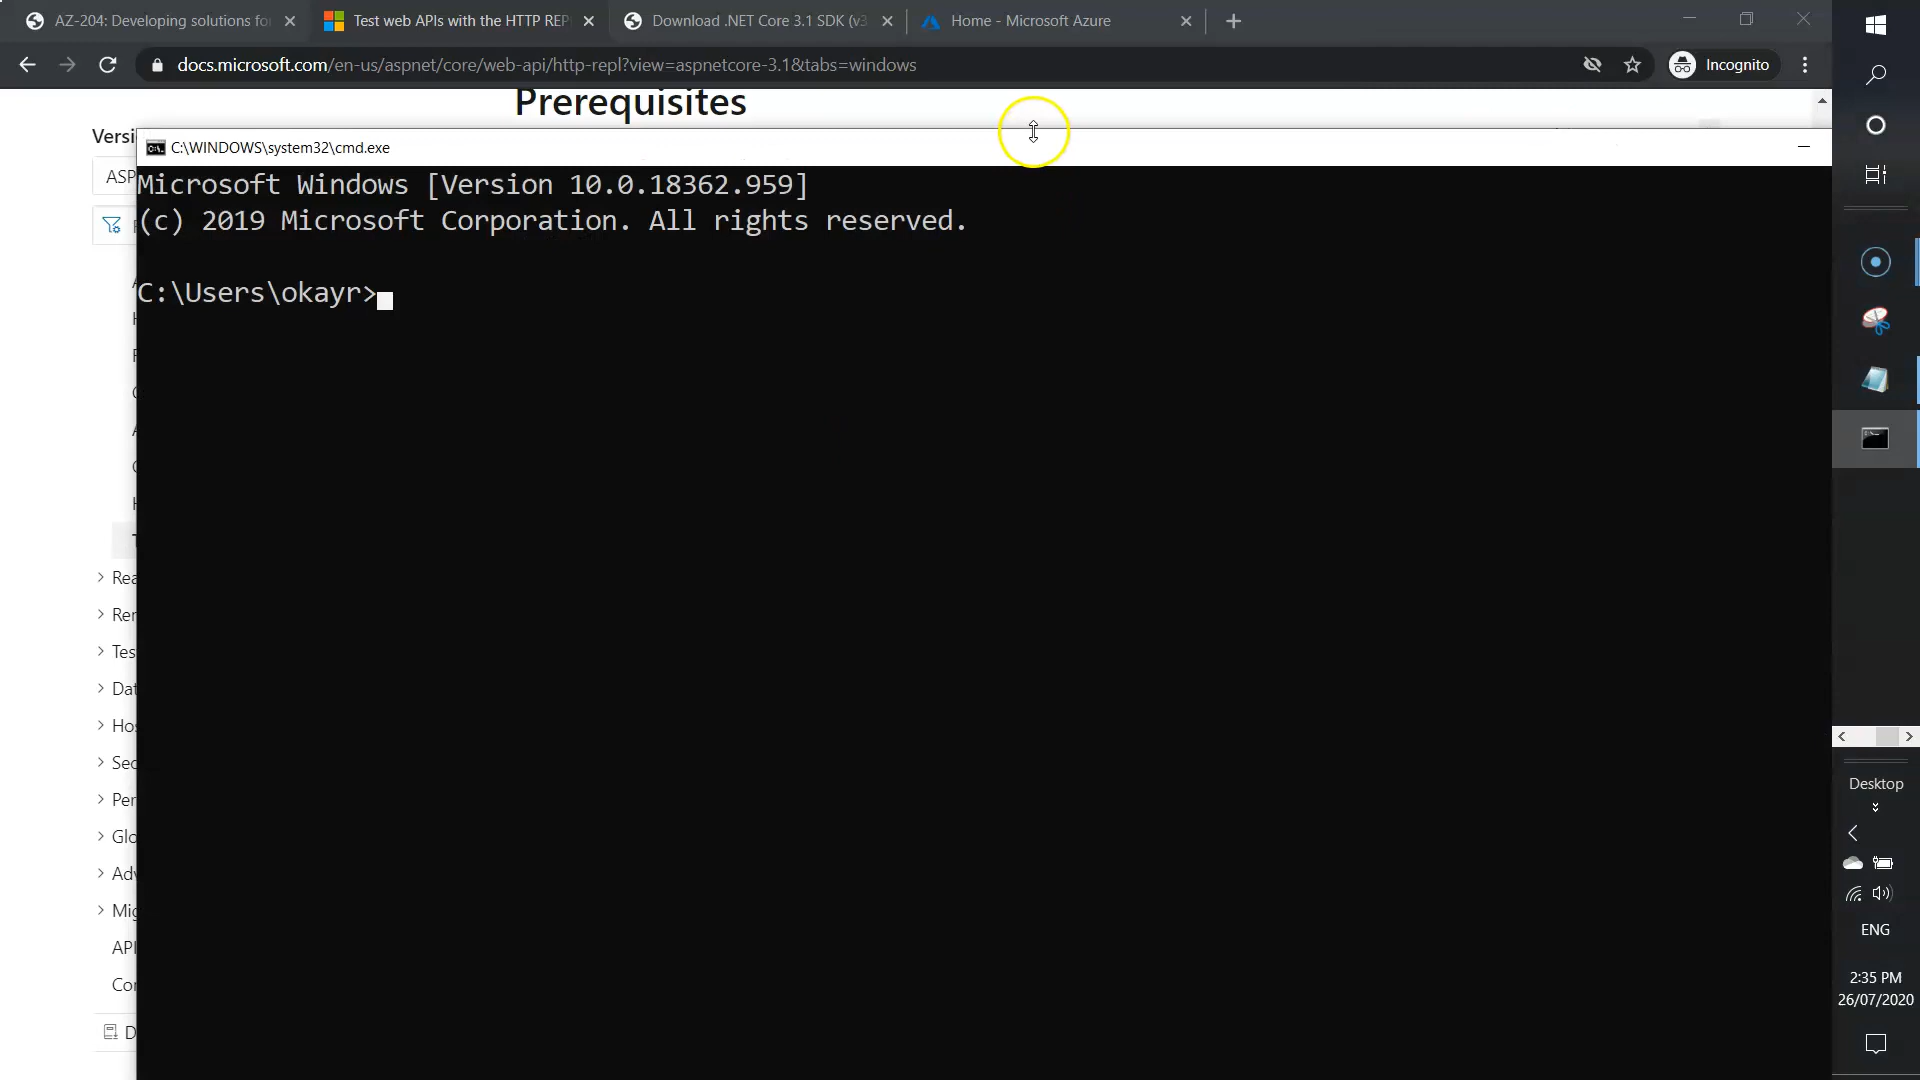 AZ-204: Developing solutions for
Test web APIs with the HTTP REP
Download .NET Core 3.1 SDK (v3
Home - Microsoft Azure
docs.microsoft.com/en-us/aspnet/core/web-api/http-repl?view=aspnetcore-3.1&tabs=windows
Incognito
Prerequisites
Versi
ASP
C:\WINDOWS\system32\cmd.exe
Microsoft Windows [Version 10.0.18362.959]
(c) 2019 Microsoft Corporation. All rights reserved.
C:\Users\okayr>
Rea
Ren
Tes
Dat
Hos
Sec
Per
Glo
Adv
Mig
API
Con
D
Desktop
ENG
2:35 PM
26/07/2020